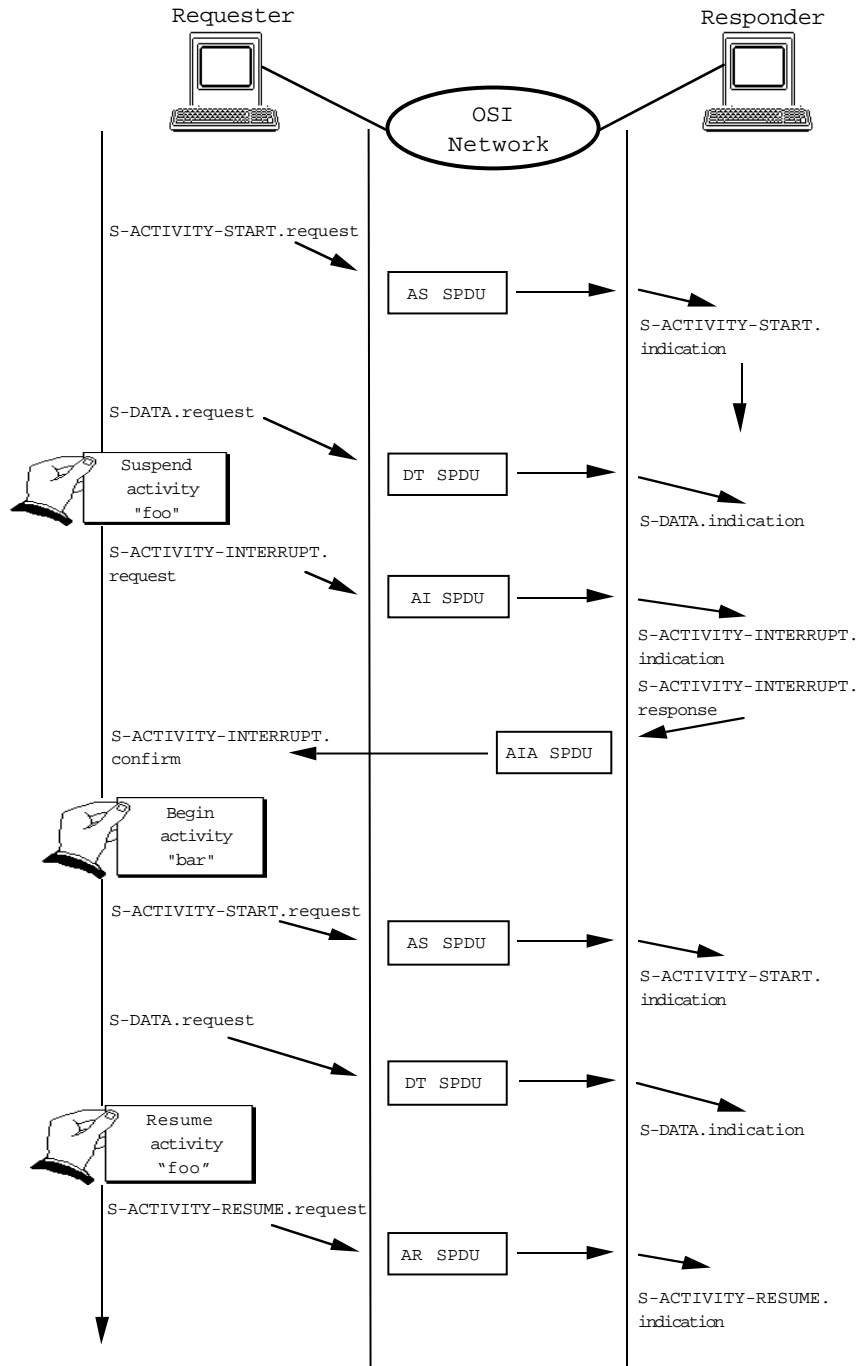 Requester
Responder
OSI
Network
S-ACTIVITY-START.request
AS SPDU
S-ACTIVITY-START.
indication
S-DATA.request
Suspend
activity
"foo"
DT SPDU
S-DATA.indication
S-ACTIVITY-INTERRUPT.
request
AI SPDU
S-ACTIVITY-INTERRUPT.
indication
S-ACTIVITY-INTERRUPT.
response
S-ACTIVITY-INTERRUPT.
confirm
AIA SPDU
Begin
activity
"bar"
S-ACTIVITY-START.request
AS SPDU
S-ACTIVITY-START.
indication
S-DATA.request
DT SPDU
S-DATA.indication
Resume
activity
“foo”
S-ACTIVITY-RESUME.request
AR SPDU
S-ACTIVITY-RESUME.
indication